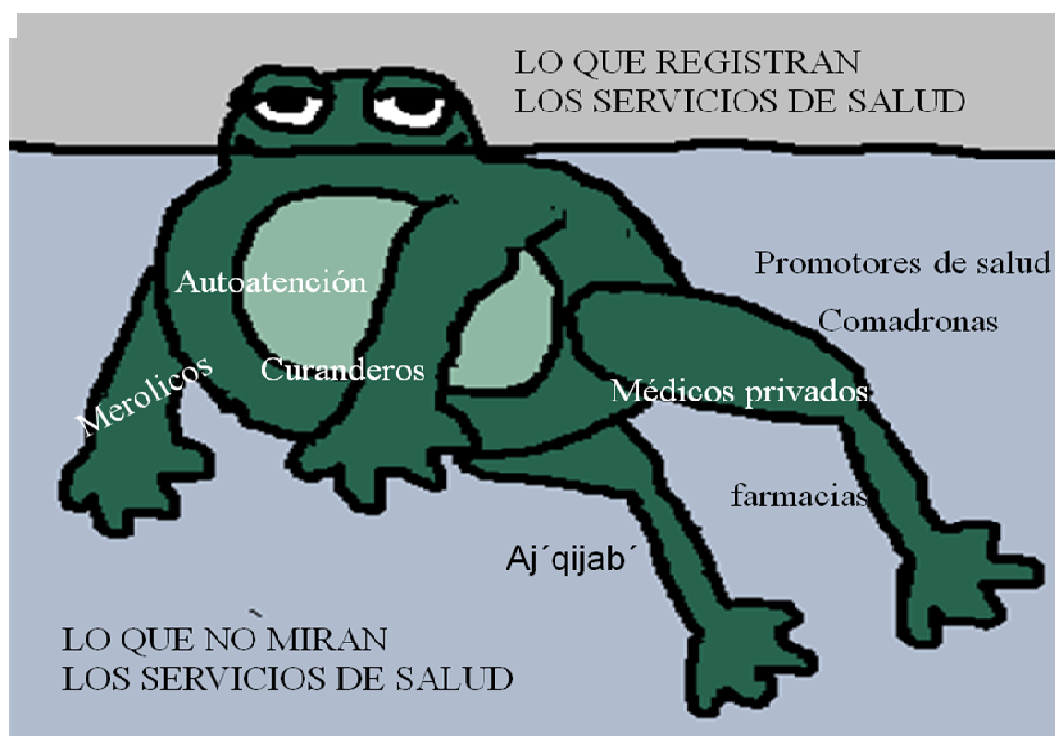 LO QUE REGISTRAN
LOS SERVICIOS DE SALUD
Promotores de salud
Autoatención
Comadronas
Curanderos
Merolicos
Médicos privados
farmacias
Aj´qijab´
LO QUE NO MIRAN
LOS SERVICIOS DE SALUD